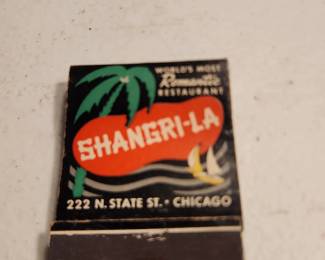 WORLD'S MOST
Romantic
RESTAURANT
SHANGRI-LA
222 N. STATE ST. • CHICAGO